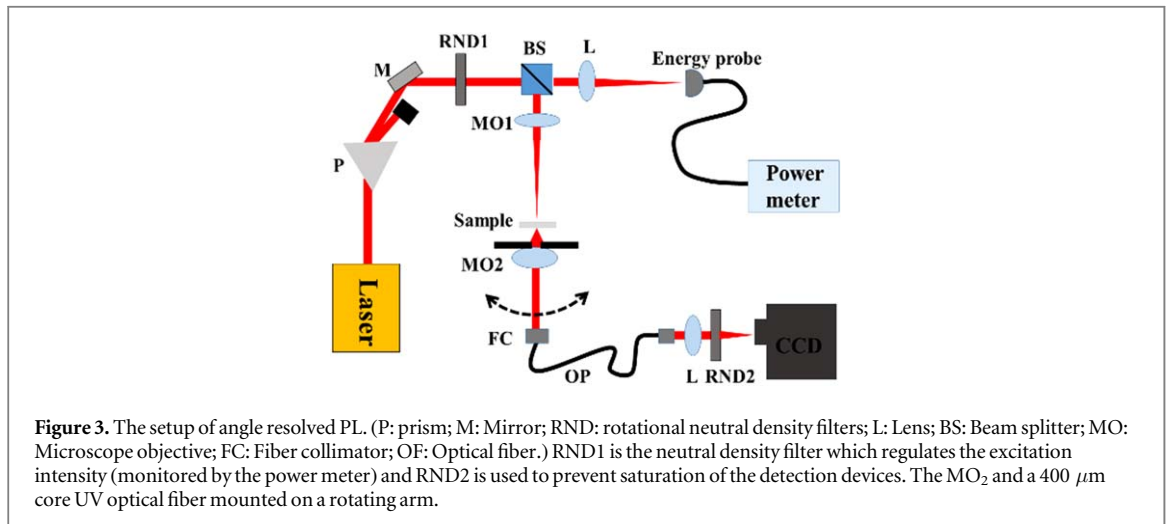 RND1
BS
L
M
Energy probe
MO1
P
Power
meter
Sample
MO2
Laser
FC
CCD
OP
L RND2
Figure 3. The setup of angle resolved PL. (P: prism; M: Mirror; RND: rotational neutral density filters; L: Lens; BS: Beam splitter; MO:
Microscope objective; FC: Fiber collimator; OF: Optical fiber.) RND1 is the neutral density filter which regulates the excitation
intensity (monitored by the power meter) and RND2 is used to prevent saturation of the detection devices. The MO₂ and a 400 μm
core UV optical fiber mounted on a rotating arm.